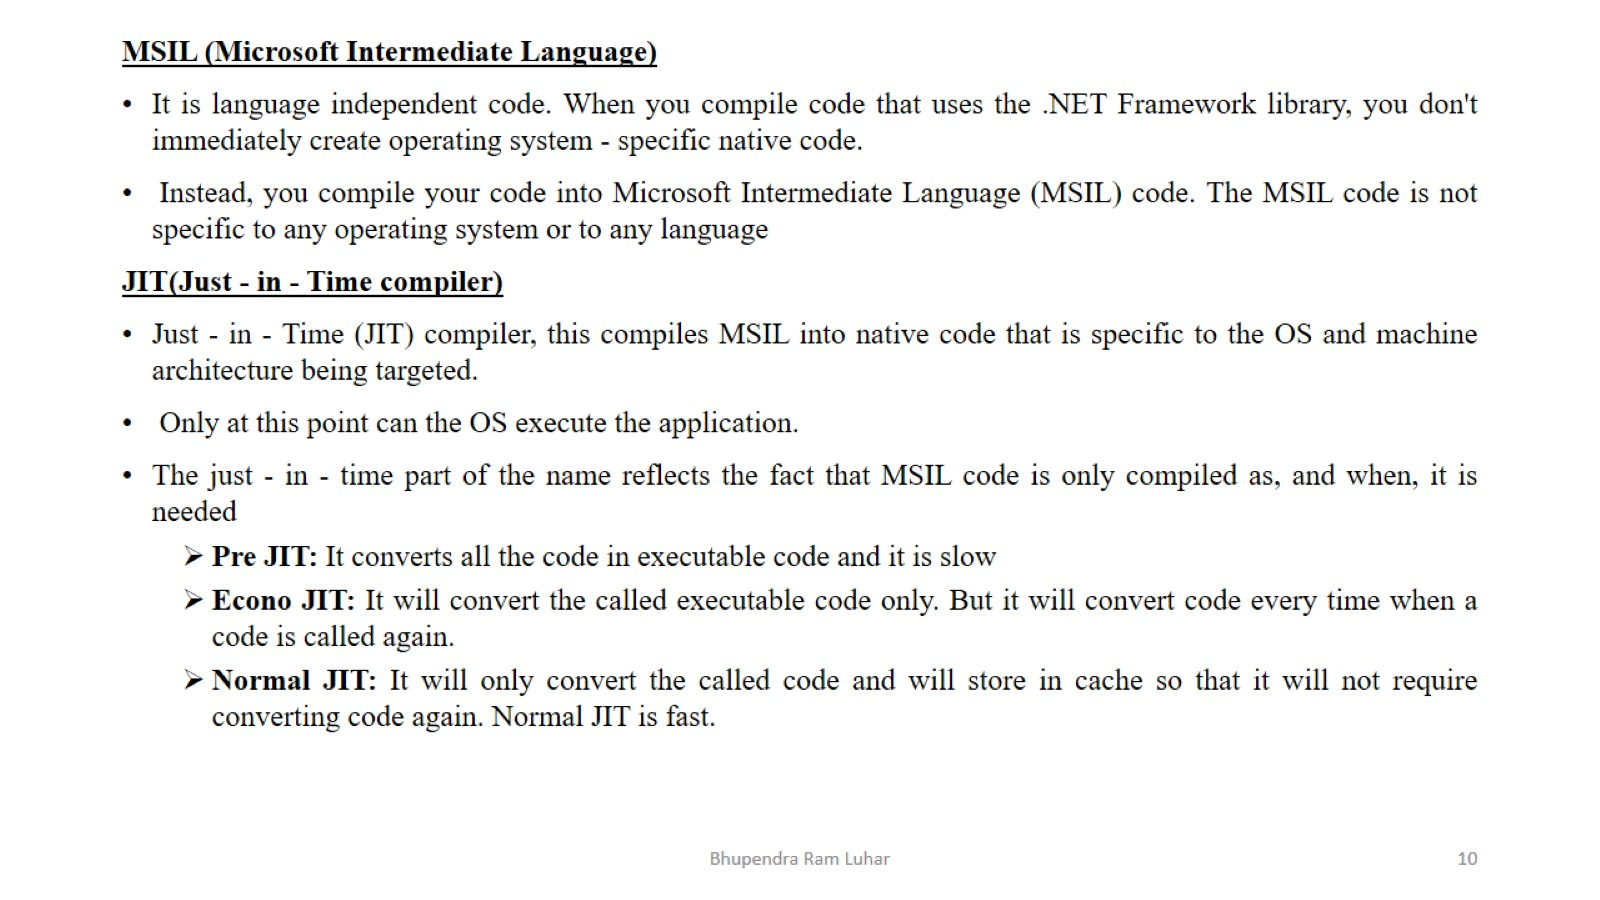 MSIL (Microsoft Intermediate Language)
• It is language independent code. When you compile code that uses the .NET Framework library, you don't
immediately create operating system - specific native code.
• Instead, you compile your code into Microsoft Intermediate Language (MSIL) code. The MSIL code is not
specific to any operating system or to any language
JIT(Just - in - Time compiler)
• Just - in - Time (JIT) compiler, this compiles MSIL into native code that is specific to the OS and machine
architecture being targeted.
• Only at this point can the OS execute the application.
• The just - in - time part of the name reflects the fact that MSIL code is only compiled as, and when, it is
needed
➢ Pre JIT: It converts all the code in executable code and it is slow
➢ Econo JIT: It will convert the called executable code only. But it will convert code every time when a
code is called again.
➢ Normal JIT: It will only convert the called code and will store in cache so that it will not require
converting code again. Normal JIT is fast.
Bhupendra Ram Luhar
10